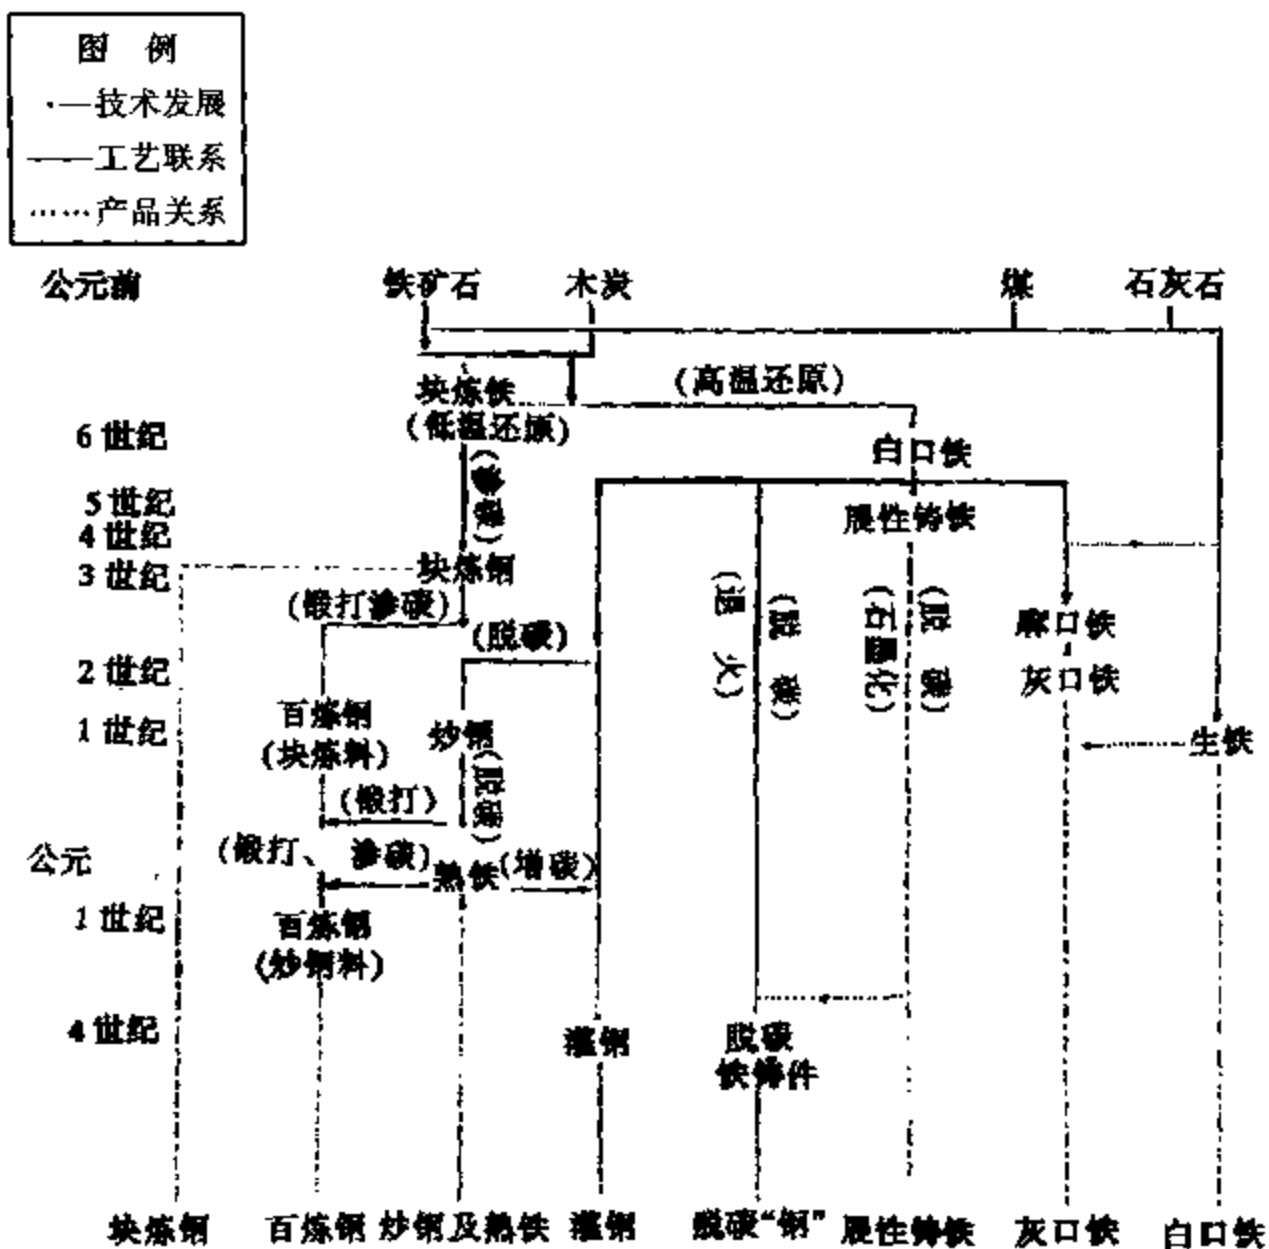 图 例
技术发展
工艺联系
产品关系
公元前 铁矿石 木炭 煤 石灰石
(高温还原)
块炼铁
(低温还原)
6世纪
白口铁
(渗碳)
5世纪
展性铸铁
4世纪
3世纪
块炼钢
(锻打渗碳)
(脱碳)
(退火)
(脱碳)
(石墨化)
(脱碳)
麻口铁
2世纪
灰口铁
1世纪
百炼钢
(块炼料)
炒钢
(脱碳)
生铁
(锻打)
公元
(锻打、渗碳)
熟铁
(增碳)
1世纪
百炼钢
(炒钢料)
4世纪
灌钢
脱碳
铁铸件
块炼钢 百炼钢 炒钢及熟铁 灌钢 脱碳“钢” 展性铸铁 灰口铁 白口铁